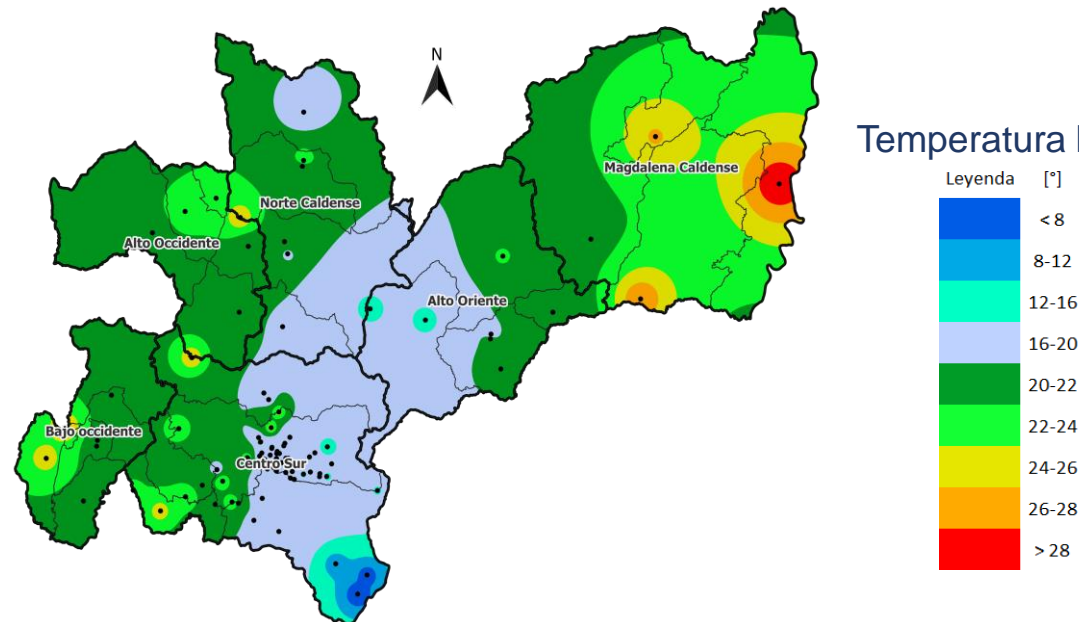 N
Temperatura
Magdalena Caldense
Leyenda [°]
Norte Caldense
< 8
Alto Occidente
8-12
Alto Oriente
12-16
16-20
20-22
Bajo occidente
22-24
Centro Sur
24-26
26-28
> 28